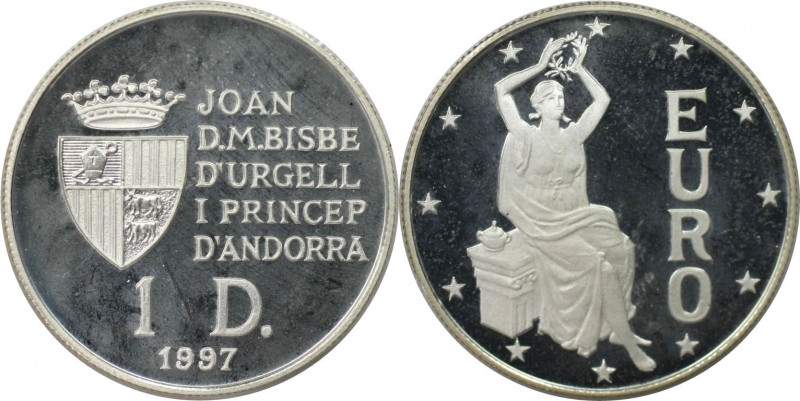 JOAN
D.M.BISBE
D'URGELL
I PRINCEP
D'ANDORRA
1 D.
1997
EURO